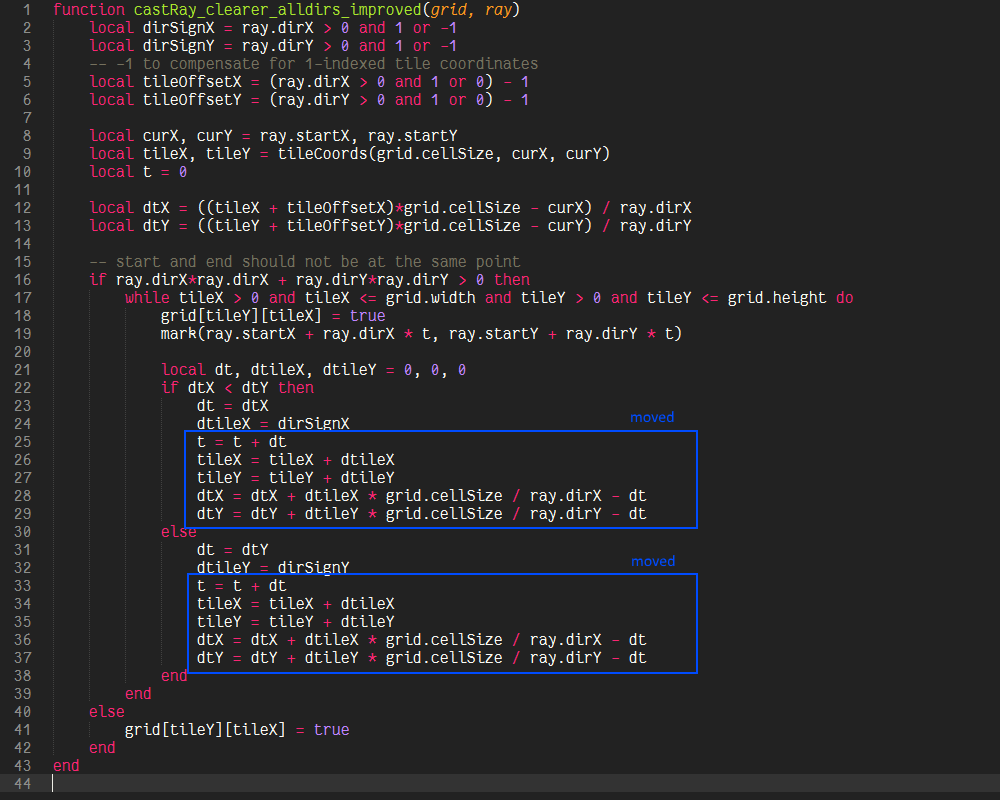 1 function castRay_clearer_alldirs_improved(grid, ray)
2 local dirSignX = ray.dirX > 0 and 1 or -1
3 local dirSignY = ray.dirY > 0 and 1 or -1
4 -- -1 to compensate for 1-indexed tile coordinates
5 local tileOffsetX = (ray.dirX > 0 and 1 or 0) - 1
6 local tileOffsetY = (ray.dirY > 0 and 1 or 0) - 1
7
8 local curX, curY = ray.startX, ray.startY
9 local tileX, tileY = tileCoords(grid.cellSize, curX, curY)
10 local t = 0
11
12 local dtX = ((tileX + tileOffsetX)*grid.cellSize - curX) / ray.dirX
13 local dtY = ((tileY + tileOffsetY)*grid.cellSize - curY) / ray.dirY
14
15 -- start and end should not be at the same point
16 if ray.dirX*ray.dirX + ray.dirY*ray.dirY > 0 then
17 while tileX > 0 and tileX <= grid.width and tileY > 0 and tileY <= grid.height do
18 grid[tileY][tileX] = true
19 mark(ray.startX + ray.dirX * t, ray.startY + ray.dirY * t)
20
21 local dt, dtileX, dtileY = 0, 0, 0
22 if dtX < dtY then
23 dt = dtX
moved
24 dtileX = dirSignX
25 t = t + dt
26 tileX = tileX + dtileX
27 tileY = tileY + dtileY
28 dtX = dtX + dtileX * grid.cellSize / ray.dirX - dt
29 dtY = dtY + dtileY * grid.cellSize / ray.dirY - dt
30 else
31 dt = dtY
moved
32 dtileY = dirSignY
33 t = t + dt
34 tileX = tileX + dtileX
35 tileY = tileY + dtileY
36 dtX = dtX + dtileX * grid.cellSize / ray.dirX - dt
37 dtY = dtY + dtileY * grid.cellSize / ray.dirY - dt
38 end
39 end
40 else
41 grid[tileY][tileX] = true
42 end
43 end
44